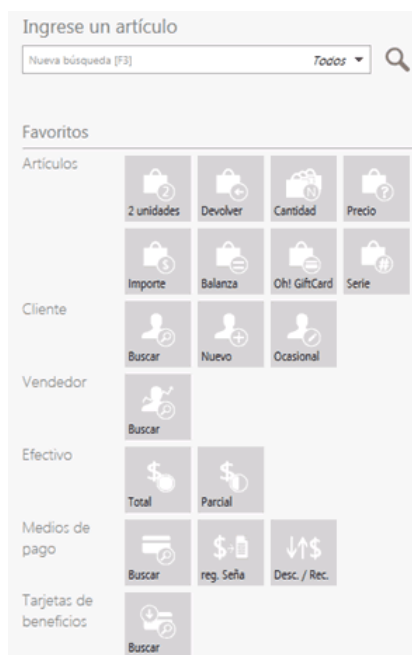 Ingrese un artículo
Nueva búsqueda [F3] Todos
Favoritos
Artículos
2 unidades Devolver Cantidad Precio
Importe Balanza Oh! GiftCard Serie
Cliente
Buscar Nuevo Ocasional
Vendedor
Buscar
Efectivo
Total Parcial
Medios de
pago
Buscar reg. Seña Desc. / Rec.
Tarjetas de
beneficios
Buscar